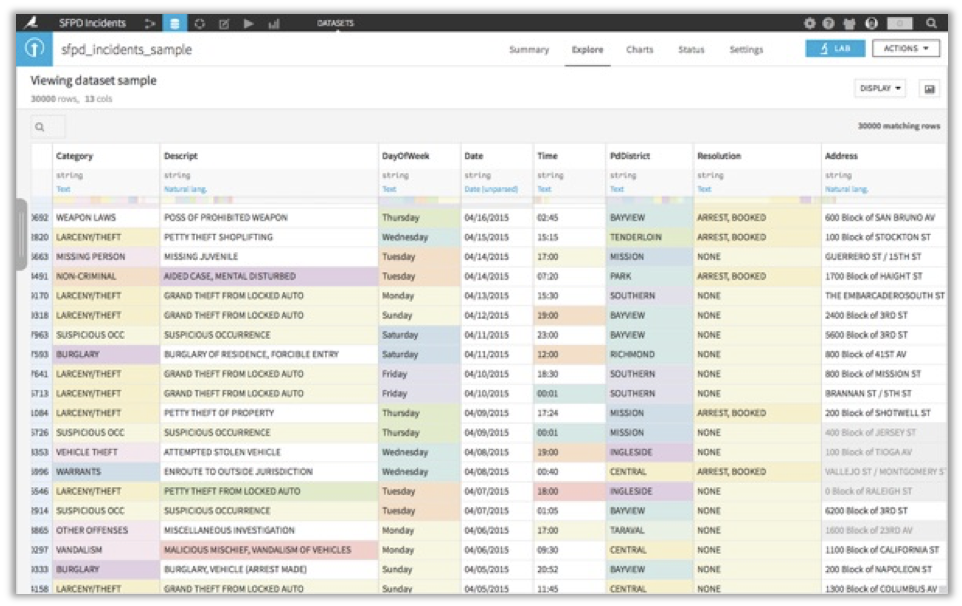 SFPD Incidents DATASETS
sfpd_incidents_sample Summary Explore Charts Status Settings LAB ACTIONS
Viewing dataset sample
DISPLAY
30000 rows, 13 cols
30000 matching rows
Category Descript DayOfWeek Date Time PdDistrict Resolution Address
string string string string string string string string
Text Natural lang. Text Date (unparsed) Text Text Text Natural lang.
0692 WEAPON LAWS POSS OF PROHIBITED WEAPON Thursday 04/16/2015 02:45 BAYVIEW ARREST, BOOKED 600 Block of SAN BRUNO AV
2820 LARCENY/THEFT PETTY THEFT SHOPLIFTING Wednesday 04/15/2015 15:15 TENDERLOIN ARREST, BOOKED 100 Block of STOCKTON ST
5663 MISSING PERSON MISSING JUVENILE Tuesday 04/14/2015 17:00 MISSION NONE GUERRERO ST / 15TH ST
4491 NON-CRIMINAL AIDED CASE, MENTAL DISTURBED Tuesday 04/14/2015 07:20 PARK ARREST, BOOKED 1700 Block of HAIGHT ST
9170 LARCENY/THEFT GRAND THEFT FROM LOCKED AUTO Monday 04/13/2015 15:30 SOUTHERN NONE THE EMBARCADEROSOUTH ST
9318 LARCENY/THEFT GRAND THEFT FROM LOCKED AUTO Sunday 04/12/2015 19:00 BAYVIEW NONE 2400 Block of 3RD ST
7963 SUSPICIOUS OCC SUSPICIOUS OCCURRENCE Saturday 04/11/2015 23:00 BAYVIEW NONE 5600 Block of 3RD ST
7593 BURGLARY BURGLARY OF RESIDENCE, FORCIBLE ENTRY Saturday 04/11/2015 12:00 RICHMOND NONE 800 Block of 41ST AV
7641 LARCENY/THEFT GRAND THEFT FROM LOCKED AUTO Friday 04/10/2015 18:30 SOUTHERN NONE 800 Block of MISSION ST
5713 LARCENY/THEFT GRAND THEFT FROM LOCKED AUTO Friday 04/10/2015 00:01 SOUTHERN NONE BRANNAN ST / 5TH ST
1084 LARCENY/THEFT PETTY THEFT OF PROPERTY Thursday 04/09/2015 17:24 MISSION ARREST, BOOKED 200 Block of SHOTWELL ST
5726 SUSPICIOUS OCC SUSPICIOUS OCCURRENCE Thursday 04/09/2015 00:01 MISSION NONE 400 Block of JERSEY ST
3353 VEHICLE THEFT ATTEMPTED STOLEN VEHICLE Wednesday 04/08/2015 19:00 INGLESIDE NONE 100 Block of TIOGA AV
5996 WARRANTS ENROUTE TO OUTSIDE JURISDICTION Wednesday 04/08/2015 00:40 CENTRAL ARREST, BOOKED VALLEJO ST / MONTGOMERY S
5546 LARCENY/THEFT PETTY THEFT FROM LOCKED AUTO Tuesday 04/07/2015 18:00 INGLESIDE NONE 0 Block of RALEIGH ST
2914 SUSPICIOUS OCC SUSPICIOUS OCCURRENCE Tuesday 04/07/2015 01:05 BAYVIEW NONE 6200 Block of 3RD ST
3865 OTHER OFFENSES MISCELLANEOUS INVESTIGATION Monday 04/06/2015 17:00 TARAVAL NONE 1600 Block of 23RD AV
0297 VANDALISM MALICIOUS MISCHIEF, VANDALISM OF VEHICLES Monday 04/06/2015 09:30 CENTRAL NONE 1100 Block of CALIFORNIA ST
9333 BURGLARY BURGLARY, VEHICLE (ARREST MADE) Sunday 04/05/2015 20:52 BAYVIEW NONE 200 Block of NAPOLEON ST
4158 LARCENY/THEFT GRAND THEFT FROM LOCKED AUTO Sunday 04/05/2015 11:45 CENTRAL NONE 1300 Block of COLUMBUS AV